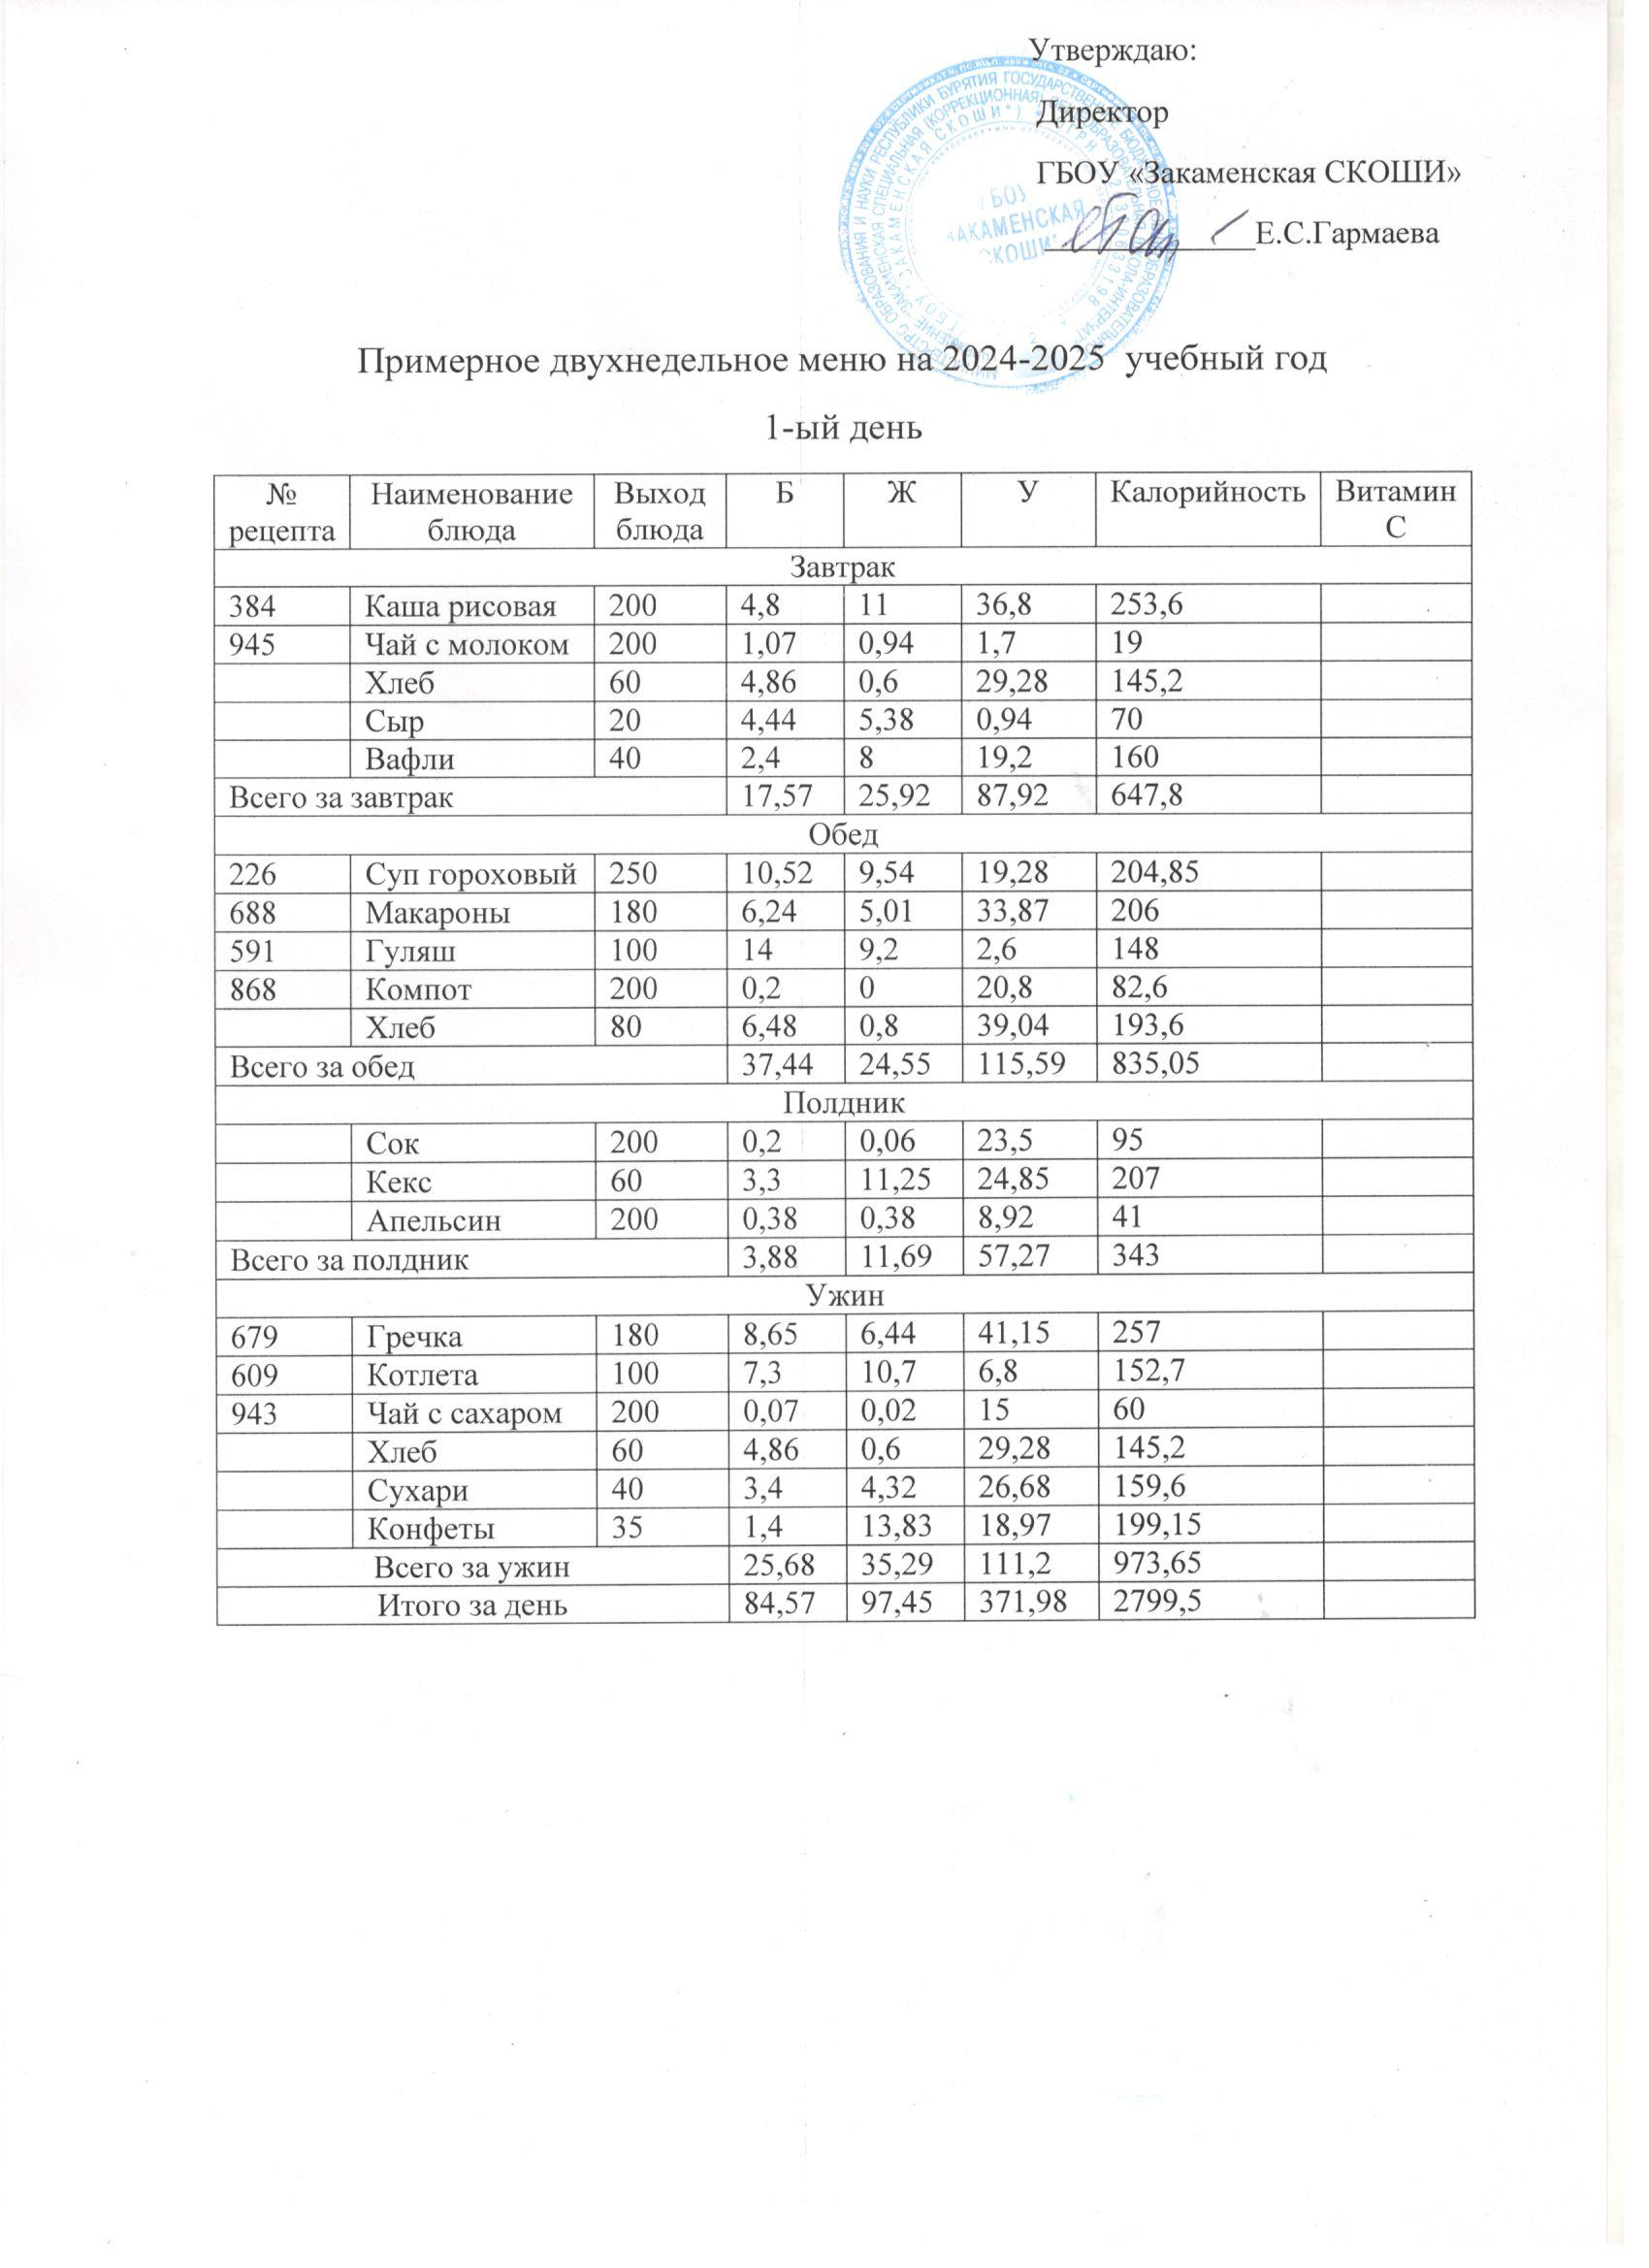 Утверждаю:
Директор
ГБОУ «Закаменская СКОШИ»
Е.С.Гармаева
ЗАКАМЕНСКАЯ
СКОШИ
Примерное двухнедельное меню на 2024-2025 учебный год
1-ый день
№ рецепта Наименование блюда Выход блюда Б Ж У Калорийность Витамин С
Завтрак
384 Каша рисовая 200 4,8 11 36,8 253,6
945 Чай с молоком 200 1,07 0,94 1,7 19
Хлеб 60 4,86 0,6 29,28 145,2
Сыр 20 4,44 5,38 0,94 70
Вафли 40 2,4 8 19,2 160
Всего за завтрак 17,57 25,92 87,92 647,8
Обед
226 Суп гороховый 250 10,52 9,54 19,28 204,85
688 Макароны 180 6,24 5,01 33,87 206
591 Гуляш 100 14 9,2 2,6 148
868 Компот 200 0,2 0 20,8 82,6
Хлеб 80 6,48 0,8 39,04 193,6
Всего за обед 37,44 24,55 115,59 835,05
Полдник
Сок 200 0,2 0,06 23,5 95
Кекс 60 3,3 11,25 24,85 207
Апельсин 200 0,38 0,38 8,92 41
Всего за полдник 3,88 11,69 57,27 343
Ужин
679 Гречка 180 8,65 6,44 41,15 257
609 Котлета 100 7,3 10,7 6,8 152,7
943 Чай с сахаром 200 0,07 0,02 15 60
Хлеб 60 4,86 0,6 29,28 145,2
Сухари 40 3,4 4,32 26,68 159,6
Конфеты 35 1,4 13,83 18,97 199,15
Всего за ужин 25,68 35,29 111,2 973,65
Итого за день 84,57 97,45 371,98 2799,5